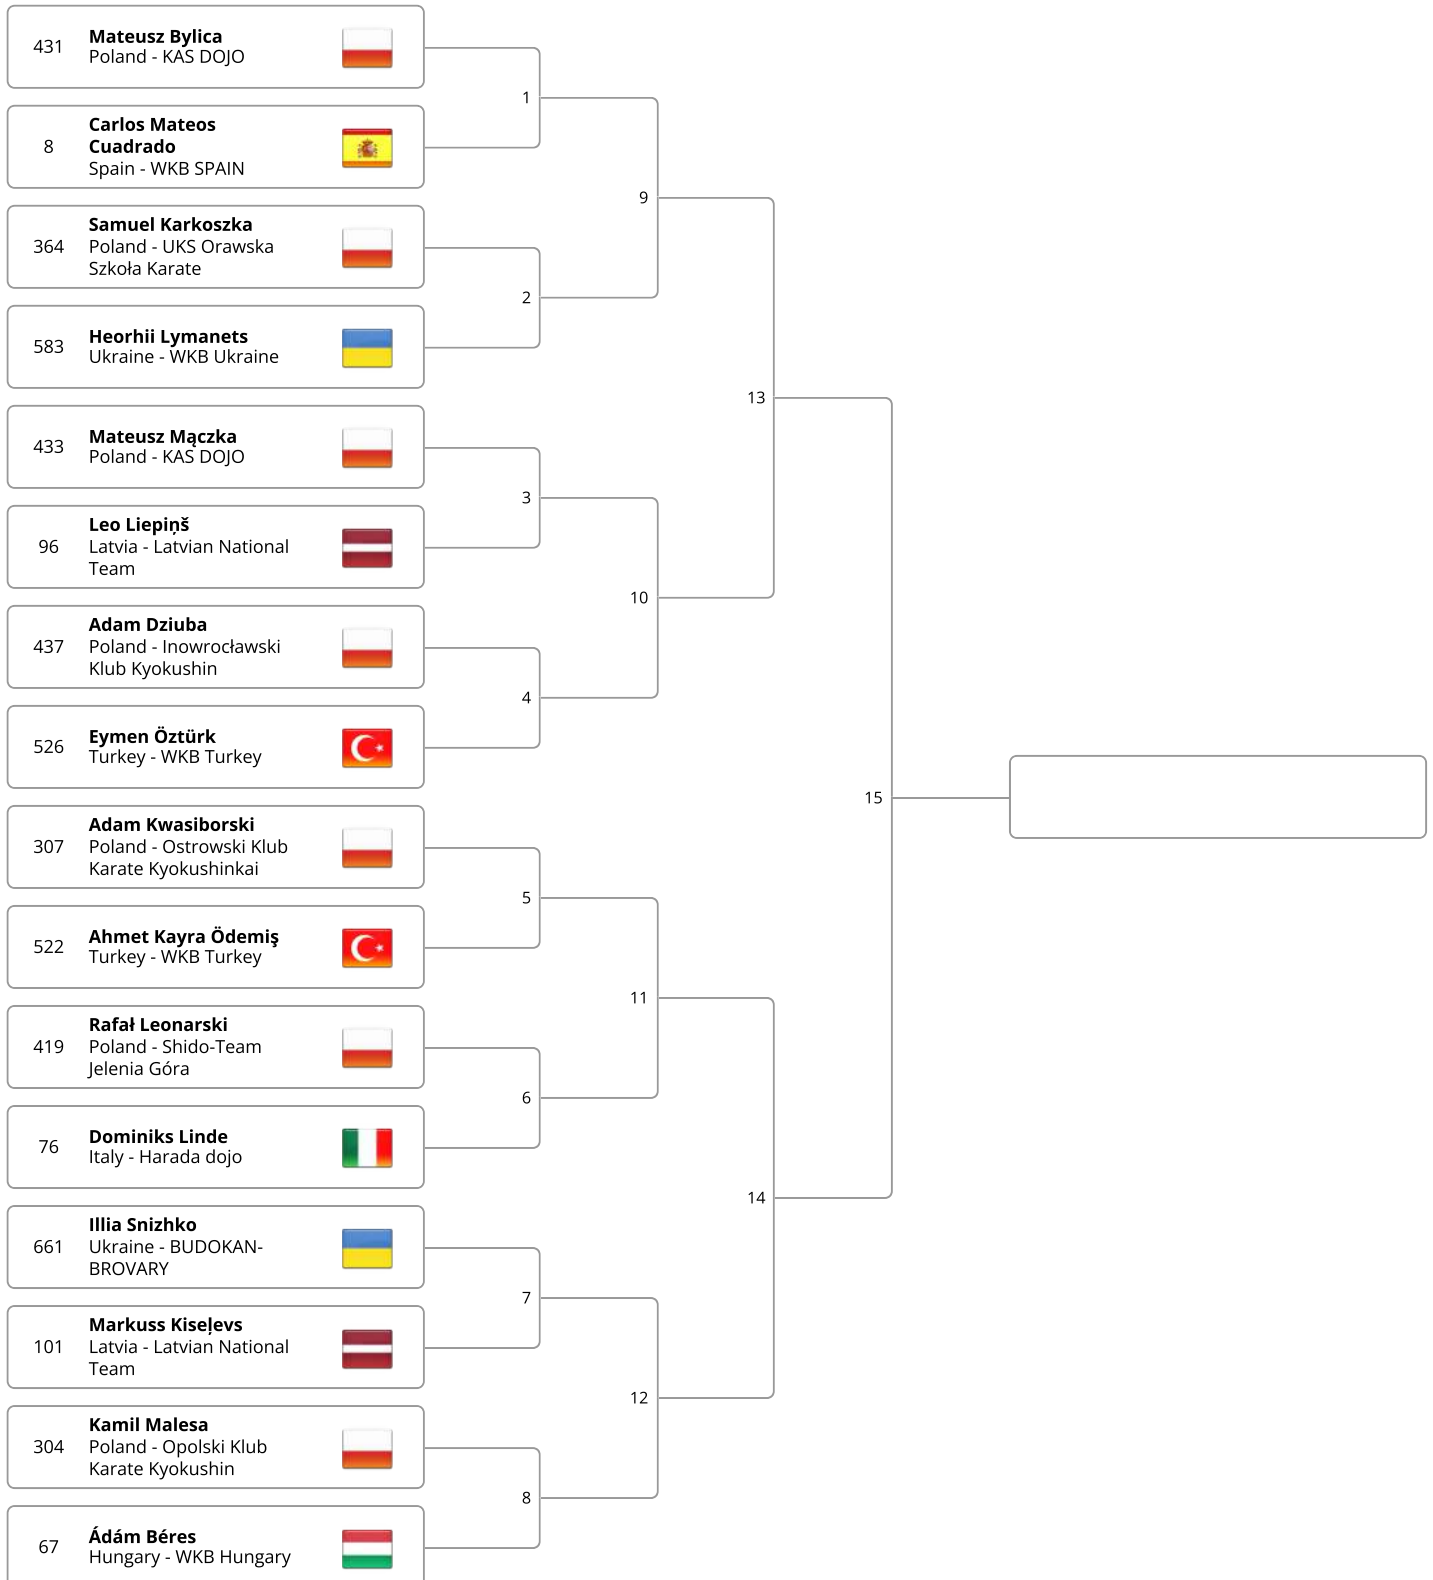 431
Mateusz Bylica
Poland - KAS DOJO
1
8
Carlos Mateos
Cuadrado
Spain - WKB SPAIN
9
364
Samuel Karkoszka
Poland - UKS Orawska
Szkoła Karate
2
583
Heorhii Lymanets
Ukraine - WKB Ukraine
13
433
Mateusz Mączka
Poland - KAS DOJO
3
96
Leo Liepiņš
Latvia - Latvian National
Team
10
437
Adam Dziuba
Poland - Inowrocławski
Klub Kyokushin
4
526
Eymen Öztürk
Turkey - WKB Turkey
15
307
Adam Kwasiborski
Poland - Ostrowski Klub
Karate Kyokushinkai
5
522
Ahmet Kayra Ödemiş
Turkey - WKB Turkey
11
419
Rafał Leonarski
Poland - Shido-Team
Jelenia Góra
6
76
Dominiks Linde
Italy - Harada dojo
14
661
Illia Snizhko
Ukraine - BUDOKAN-
BROVARY
7
101
Markuss Kiseļevs
Latvia - Latvian National
Team
12
304
Kamil Malesa
Poland - Opolski Klub
Karate Kyokushin
8
67
Ádám Béres
Hungary - WKB Hungary